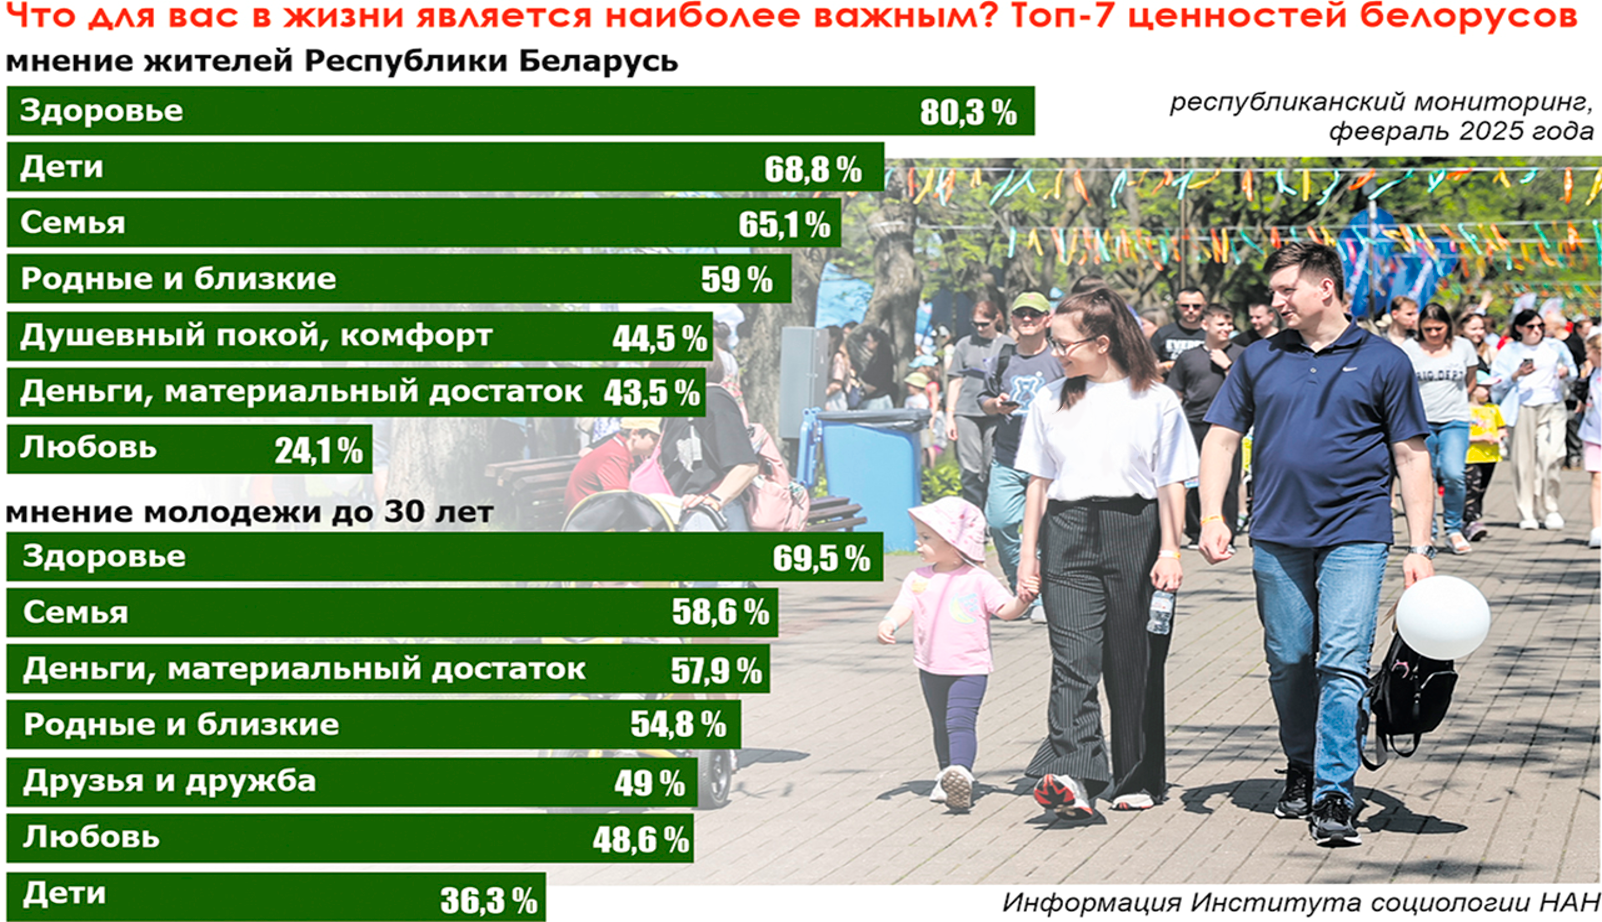 Что для вас в жизни является наиболее важным? Топ-7 ценностей белорусов
мнение жителей Республики Беларусь
республиканский мониторинг,
февраль 2025 года
Здоровье 80,3 %
Дети 68,8 %
Семья 65,1 %
Родные и близкие 59 %
Душевный покой, комфорт 44,5 %
Деньги, материальный достаток 43,5 %
Любовь 24,1 %
мнение молодежи до 30 лет
Здоровье 69,5 %
Семья 58,6 %
Деньги, материальный достаток 57,9 %
Родные и близкие 54,8 %
Друзья и дружба 49 %
Любовь 48,6 %
Дети 36,3 %
Информация Института социологии НАН